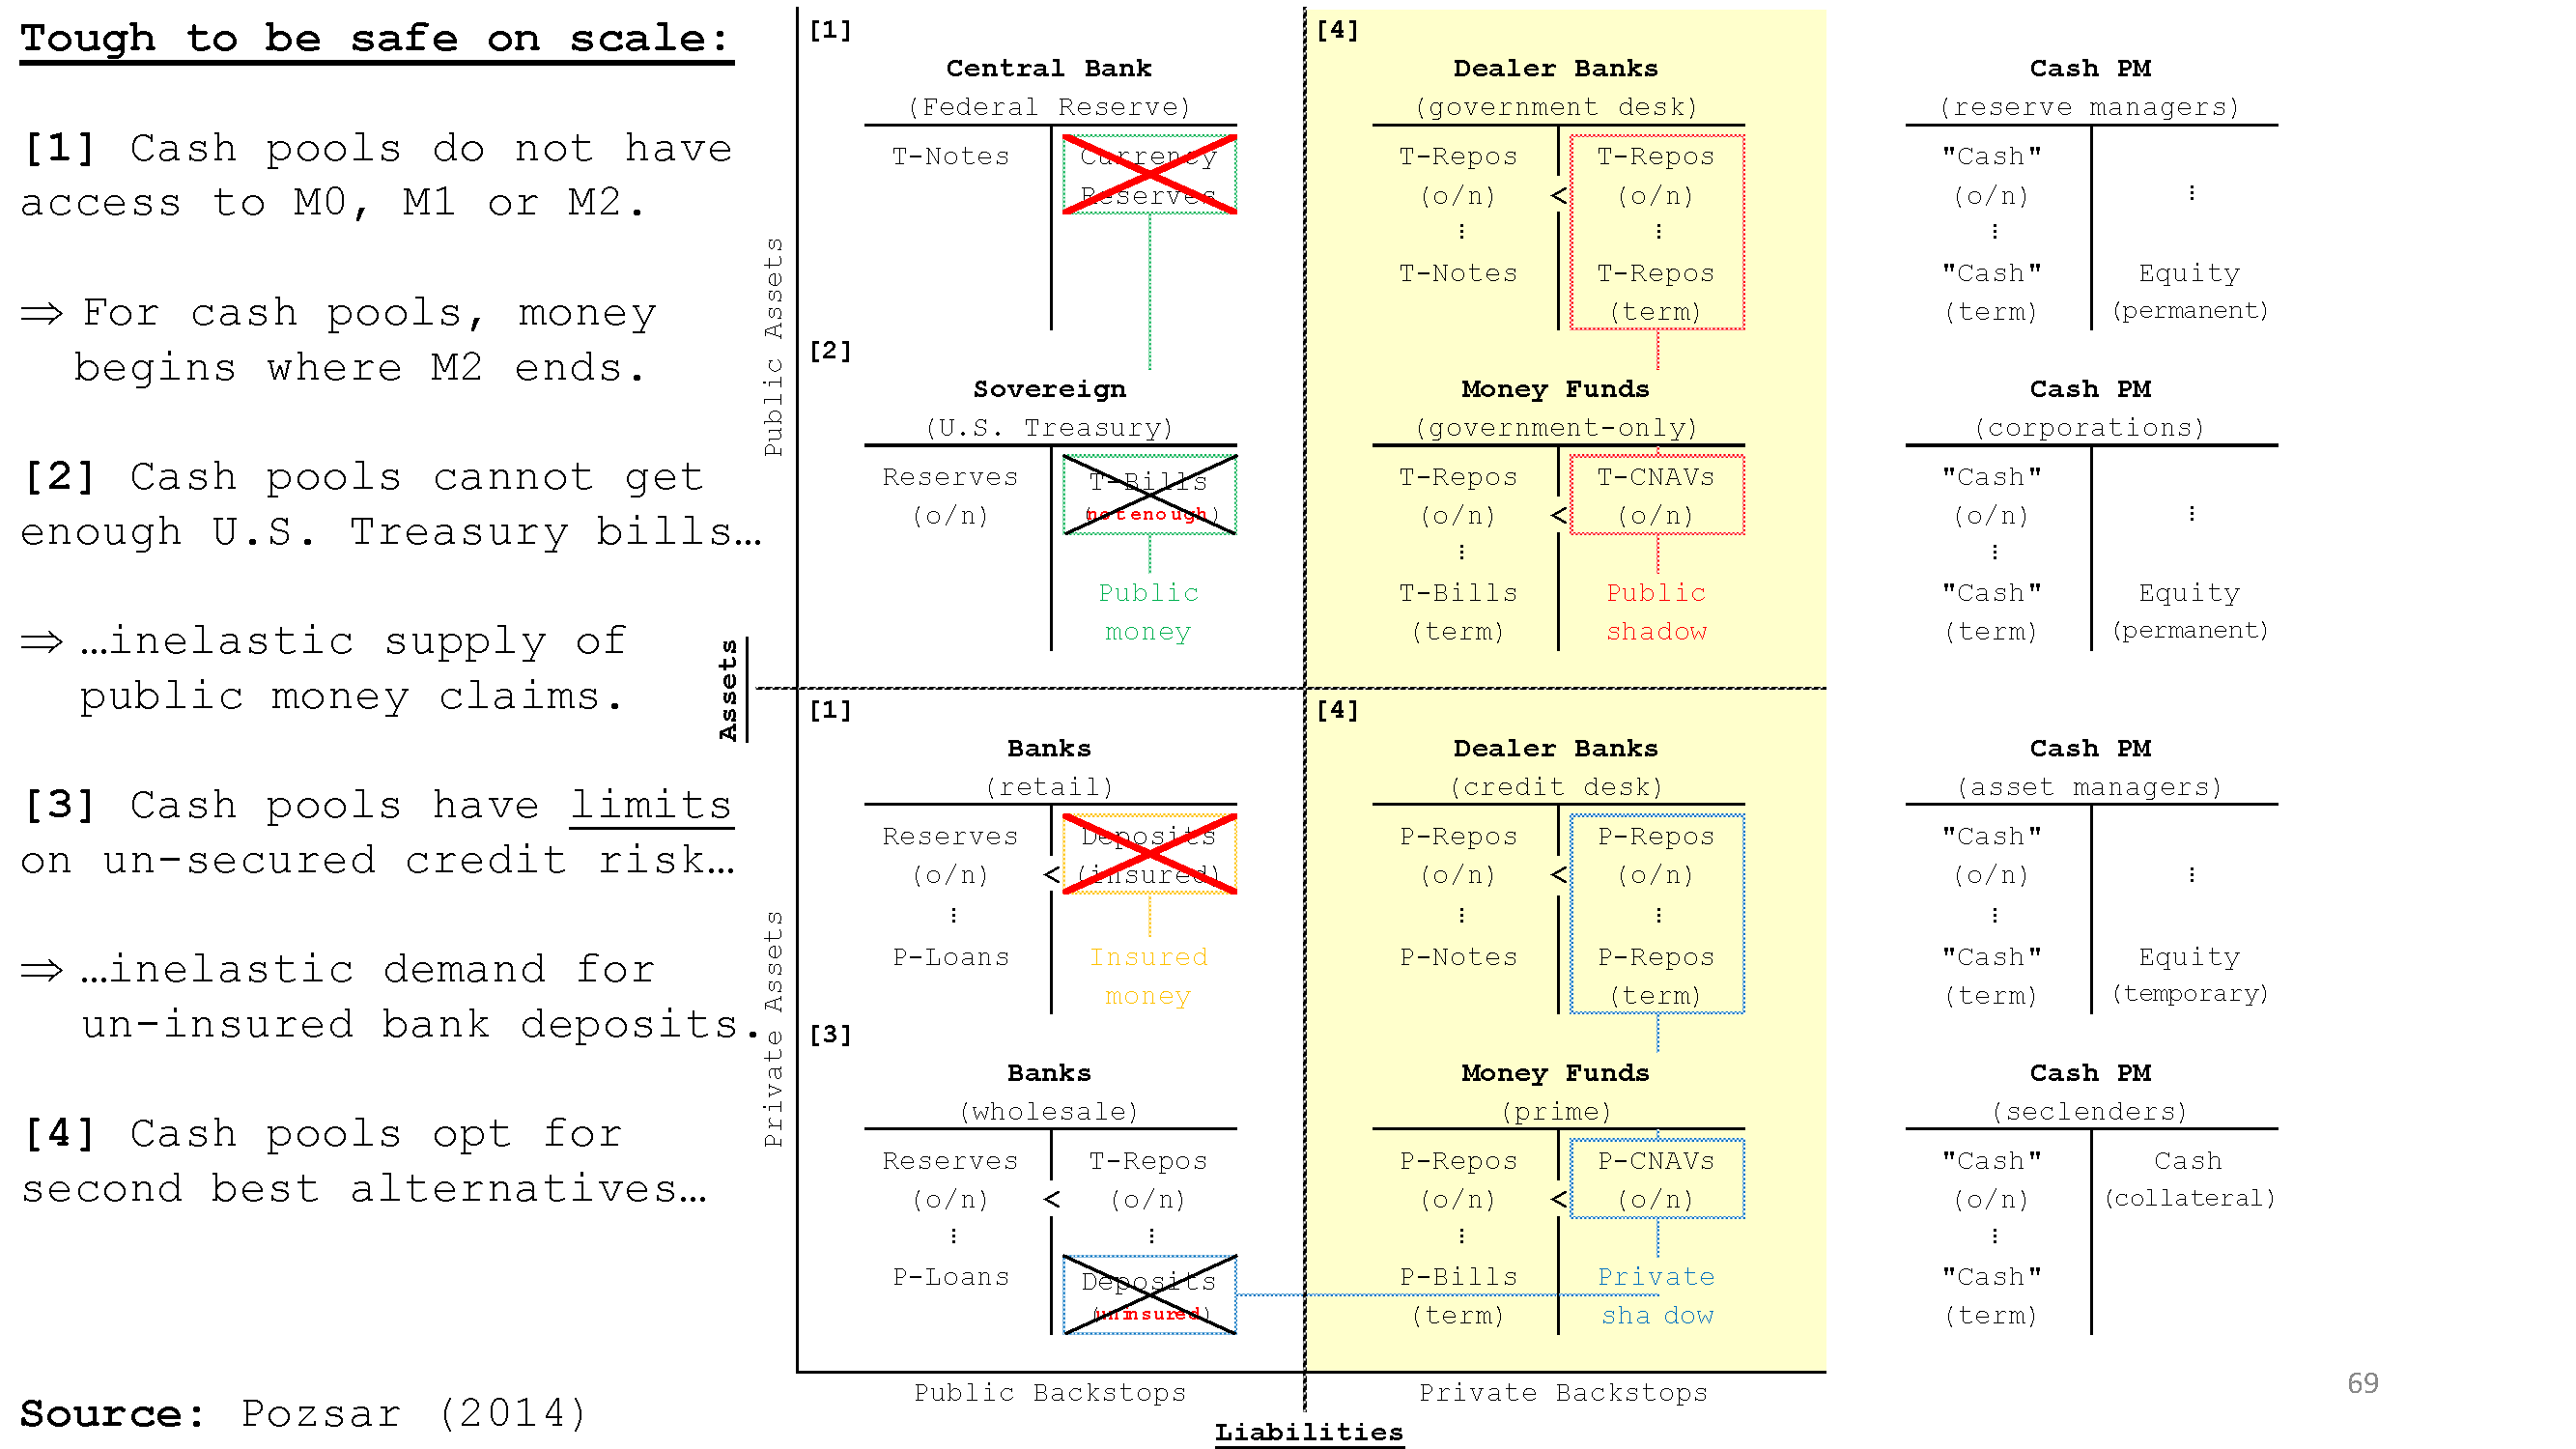 Tough to be safe on scale:
[1] Cash pools do not have
access to M0, M1 or M2.
⇒ For cash pools, money
begins where M2 ends.
[2] Cash pools cannot get
enough U.S. Treasury bills…
⇒ …inelastic supply of
public money claims.
[3] Cash pools have limits
on un-secured credit risk…
⇒ …inelastic demand for
un-insured bank deposits.
[4] Cash pools opt for
second best alternatives…
Source: Pozsar (2014)
Assets
Public Assets
Private Assets
[1]
Central Bank
(Federal Reserve)
T-Notes
Currency
Reserves
[2]
Sovereign
(U.S. Treasury)
Reserves
(o/n)
T-Bills
(not enough)
Public
money
[4]
Dealer Banks
(government desk)
T-Repos
(o/n)
⋮
T-Notes
<
T-Repos
(o/n)
⋮
T-Repos
(term)
Money Funds
(government-only)
T-Repos
(o/n)
⋮
T-Bills
(term)
<
T-CNAVs
(o/n)
Public
shadow
Cash PM
(reserve managers)
"Cash"
(o/n)
⋮
"Cash"
(term)
⋮
Equity
(permanent)
Cash PM
(corporations)
"Cash"
(o/n)
⋮
"Cash"
(term)
⋮
Equity
(permanent)
[1]
Banks
(retail)
Reserves
(o/n)
⋮
P-Loans
<
Deposits
(insured)
Insured
money
[3]
Banks
(wholesale)
Reserves
(o/n)
⋮
P-Loans
<
T-Repos
(o/n)
⋮
Deposits
(uninsured)
[4]
Dealer Banks
(credit desk)
P-Repos
(o/n)
⋮
P-Notes
<
P-Repos
(o/n)
⋮
P-Repos
(term)
Money Funds
(prime)
P-Repos
(o/n)
⋮
P-Bills
(term)
<
P-CNAVs
(o/n)
Private
sha dow
Cash PM
(asset managers)
"Cash"
(o/n)
⋮
"Cash"
(term)
⋮
Equity
(temporary)
Cash PM
(seclenders)
"Cash"
(o/n)
⋮
"Cash"
(term)
Cash
(collateral)
Public Backstops
Private Backstops
Liabilities
69